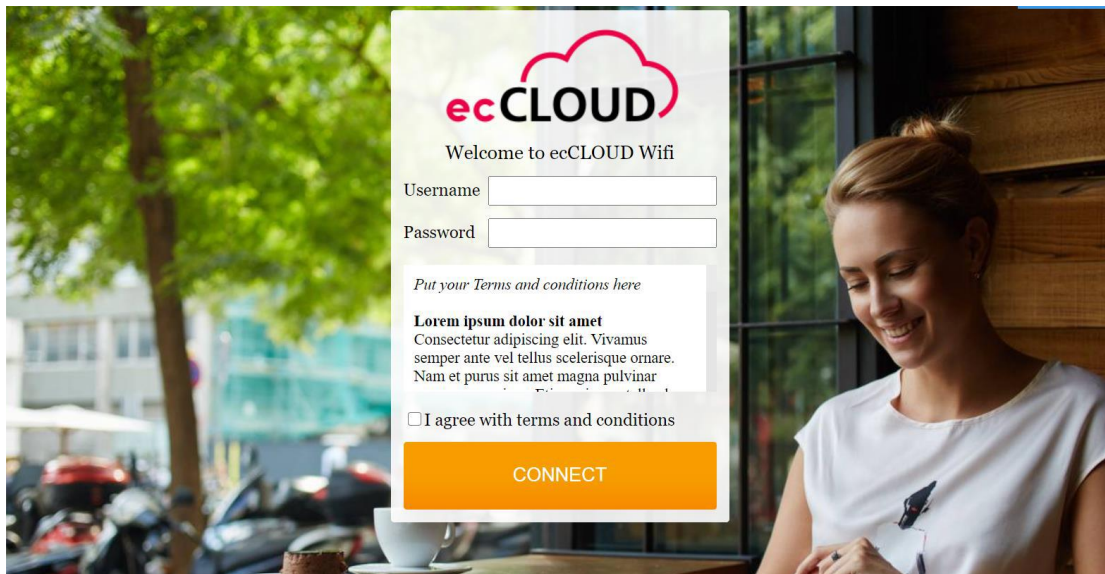 ecCLOUD
Welcome to ecCLOUD Wifi
Username
Password
Put your Terms and conditions here
Lorem ipsum dolor sit amet
Consectetur adipiscing elit. Vivamus
semper ante vel tellus scelerisque ornare.
Nam et purus sit amet magna pulvinar
I agree with terms and conditions
CONNECT